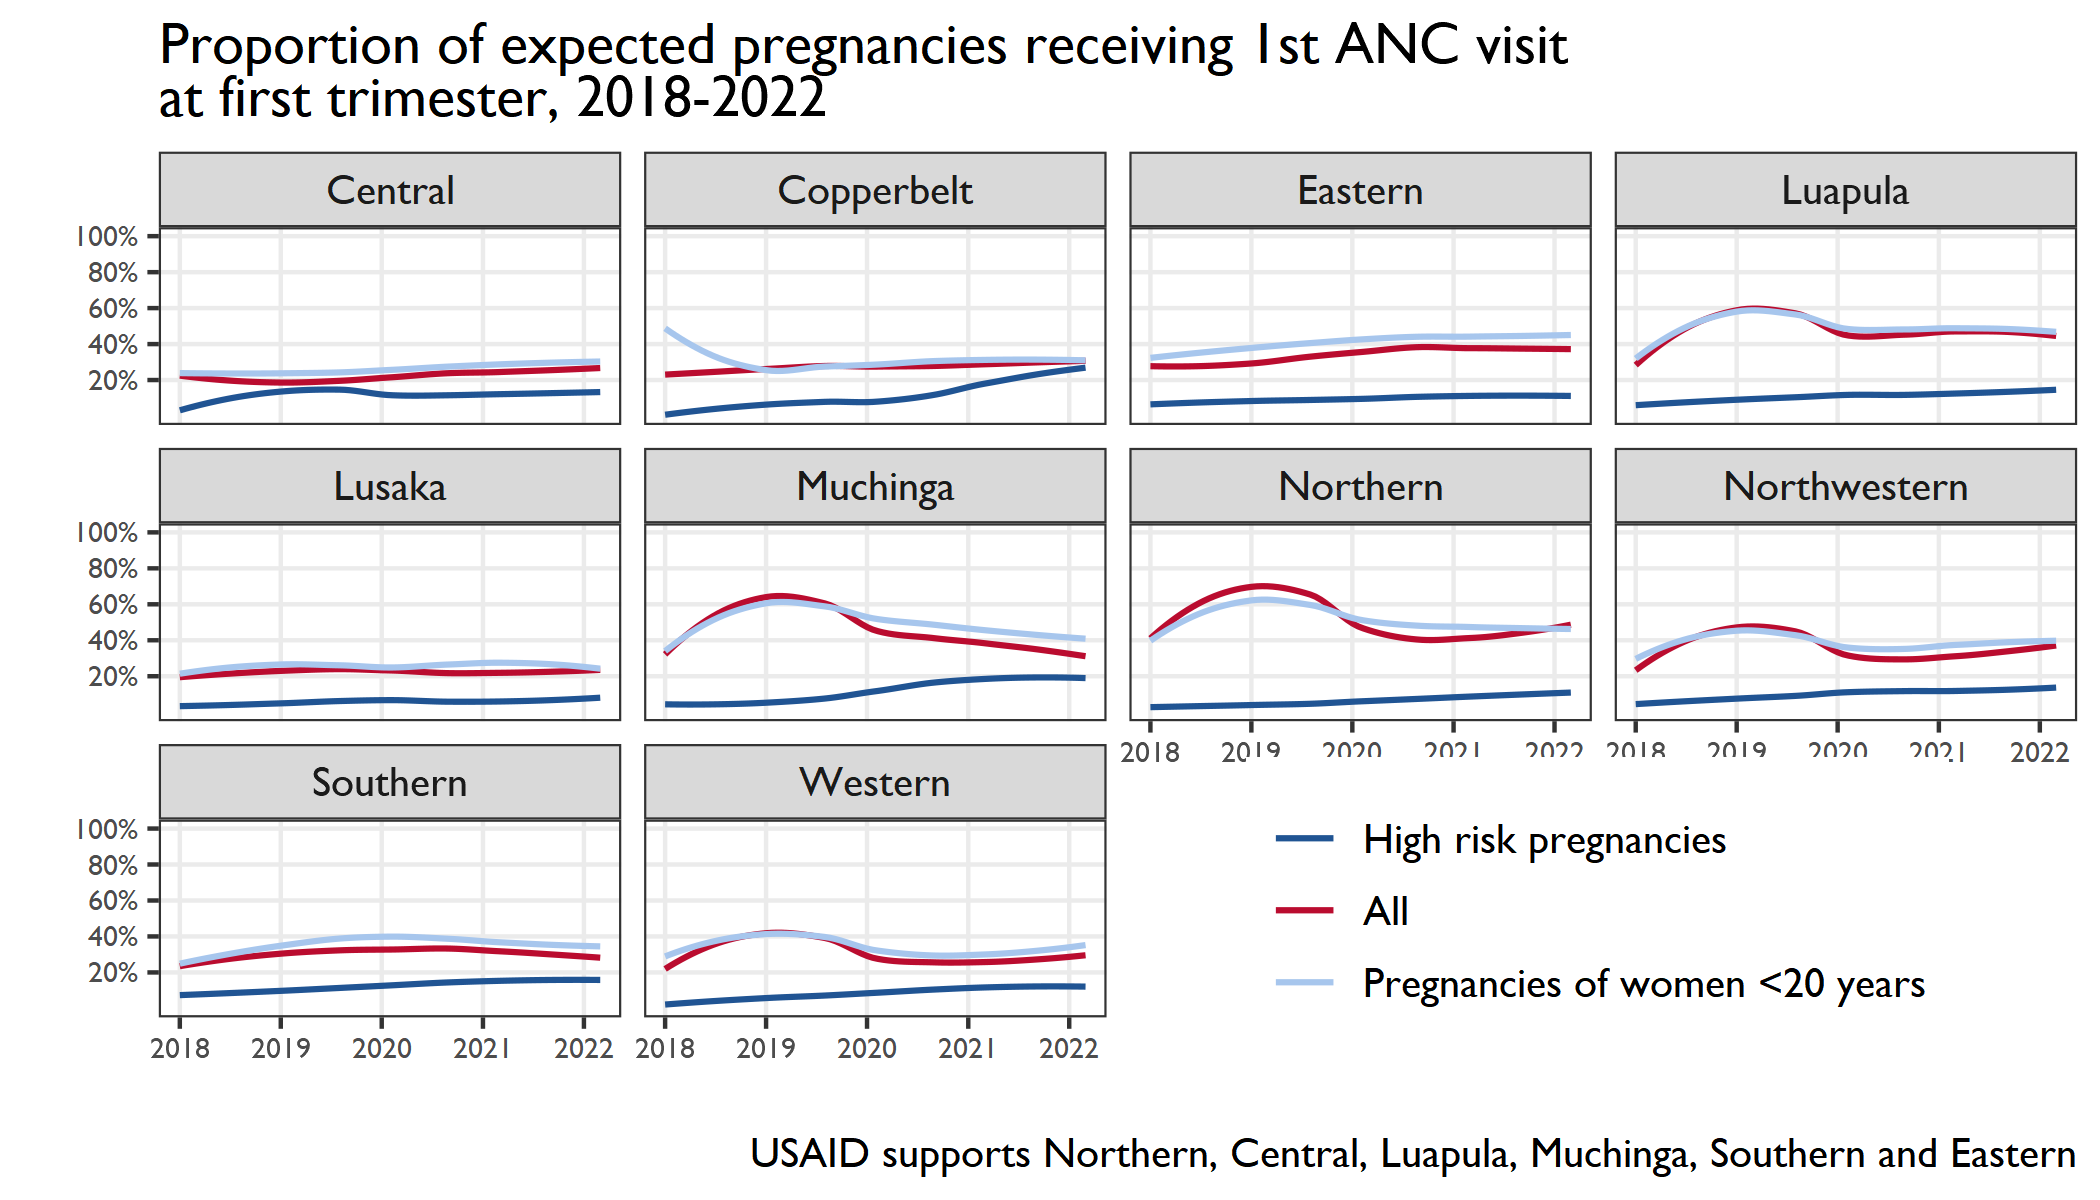 Proportion of expected pregnancies receiving 1st ANC visit
at first trimester, 2018-2022
Central Copperbelt Eastern Luapula
100%
80%
60%
40%
20%
Lusaka Muchinga Northern Northwestern
100%
80%
60%
40%
20%
2018 2019 2020 2021 2022 2018 2019 2020 2021 2022
Southern Western
100%
80%
60%
40%
20%
2018 2019 2020 2021 2022 2018 2019 2020 2021 2022
High risk pregnancies
All
Pregnancies of women <20 years
USAID supports Northern, Central, Luapula, Muchinga, Southern and Eastern